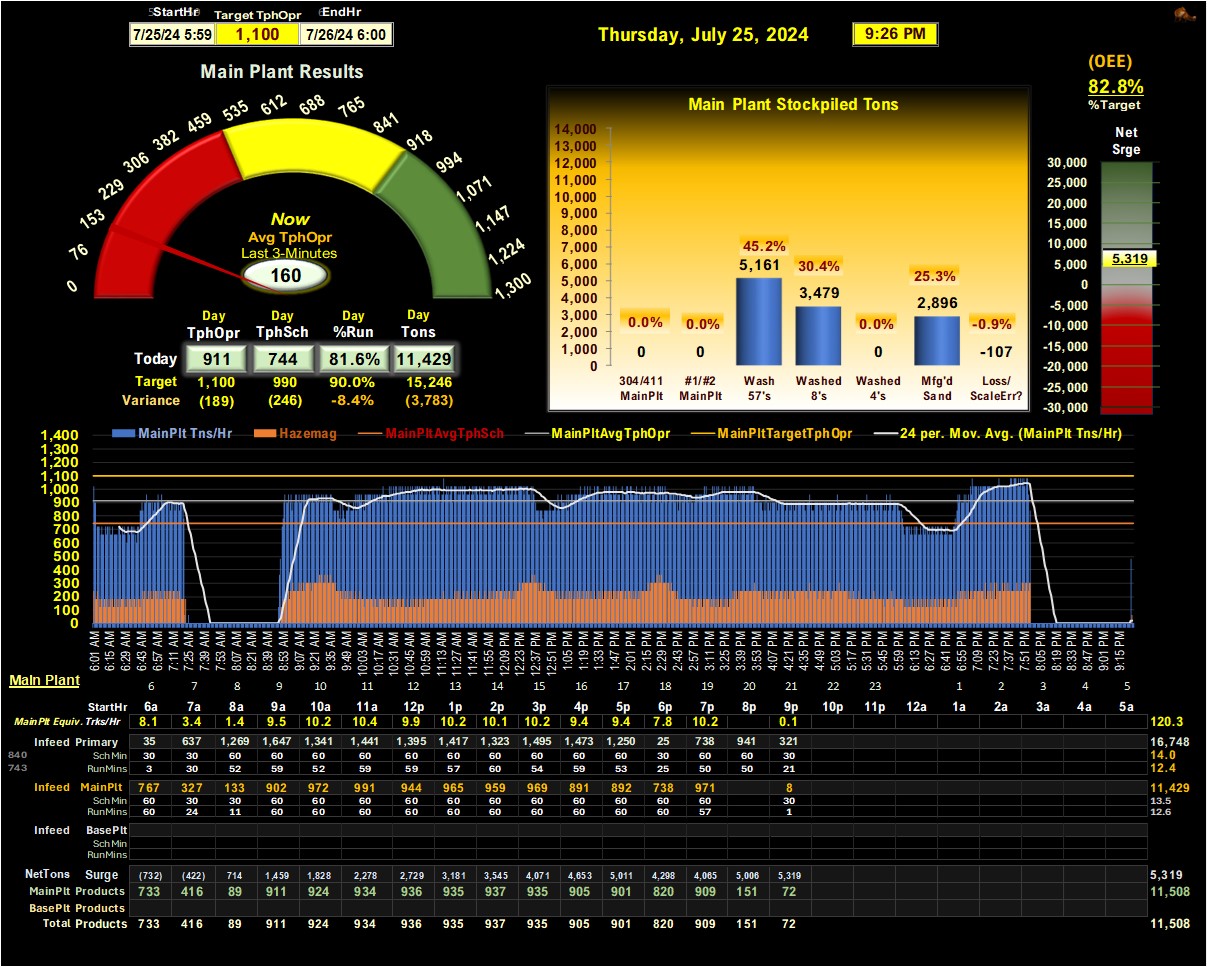 StartHr Target TphOpr EndHr
7/25/24 5:59 1,100 7/26/24 6:00
Thursday, July 25, 2024 9:26 PM
(OEE)
82.8%
%Target
Main Plant Results
0 76 153 229 306 382 459 535 612 688 765 841 918 994 1,071 1,147 1,224 1,300
Now
Avg TphOpr
Last 3-Minutes
160
Day Day Day Day
TphOpr TphSch %Run Tons
Today 911 744 81.6% 11,429
Target 1,100 990 90.0% 15,246
Variance (189) (246) -8.4% (3,783)
Main Plant Stockpiled Tons
14,000
13,000
12,000
11,000
10,000
9,000
8,000
7,000
6,000
5,000
4,000
3,000
2,000
1,000
0
0.0% 0.0% 45.2% 30.4% 0.0% 25.3% -0.9%
0 0 5,161 3,479 0 2,896 -107
304/411 #1/#2 Wash Washed Washed Mfg'd Loss/
MainPlt MainPlt 57's 8's 4's Sand ScaleErr?
Net
Srge
30,000
25,000
20,000
15,000
10,000
5,000
0
-5,000
-10,000
-15,000
-20,000
-25,000
-30,000
5,319
MainPlt Tns/Hr Hazemag MainPltAvgTphSch MainPltAvgTphOpr MainPltTargetTphOpr 24 per. Mov. Avg. (MainPlt Tns/Hr)
1,400
1,300
1,200
1,100
1,000
900
800
700
600
500
400
300
200
100
0
6:01 AM 6:15 AM 6:29 AM 6:43 AM 6:57 AM 7:11 AM 7:25 AM 7:39 AM 7:53 AM 8:07 AM 8:21 AM 8:39 AM 8:53 AM 9:07 AM 9:21 AM 9:35 AM 9:49 AM 10:03 AM 10:17 AM 10:31 AM 10:45 AM 10:59 AM 11:13 AM 11:27 AM 11:41 AM 11:55 AM 12:09 PM 12:23 PM 12:37 PM 12:51 PM 1:05 PM 1:19 PM 1:33 PM 1:47 PM 2:01 PM 2:15 PM 2:29 PM 2:43 PM 2:57 PM 3:11 PM 3:25 PM 3:39 PM 3:53 PM 4:07 PM 4:21 PM 4:35 PM 4:49 PM 5:03 PM 5:17 PM 5:31 PM 5:45 PM 5:59 PM 6:13 PM 6:27 PM 6:41 PM 6:55 PM 7:09 PM 7:23 PM 7:37 PM 7:51 PM 8:05 PM 8:19 PM 8:33 PM 8:47 PM 9:01 PM 9:15 PM
Main Plant 6 7 8 9 10 11 12 13 14 15 16 17 18 19 20 21 22 23 1 2 3 4 5
StartHr 6a 7a 8a 9a 10a 11a 12p 1p 2p 3p 4p 5p 6p 7p 8p 9p 10p 11p 12a 1a 2a 3a 4a 5a
MainPlt Equiv. Trks/Hr 8.1 3.4 1.4 9.5 10.2 10.4 9.9 10.2 10.1 10.2 9.4 9.4 7.8 10.2 0.1 120.3
Infeed Primary 35 637 1,269 1,647 1,341 1,441 1,395 1,417 1,323 1,495 1,473 1,250 25 738 941 321 16,748
840 SchMin 30 30 60 60 60 60 60 60 60 60 60 60 30 60 60 30 14.0
743 RunMins 3 30 52 59 52 59 59 57 60 54 59 53 25 50 50 21 12.4
Infeed MainPlt 767 327 133 902 972 991 944 965 959 969 891 892 738 971 8 11,429
SchMin 60 30 30 60 60 60 60 60 60 60 60 60 60 60 30 13.5
RunMins 60 24 11 60 60 60 60 60 60 60 60 60 60 57 1 12.6
Infeed BasePlt
SchMin
RunMins
NetTons Surge (732) (422) 714 1,459 1,828 2,278 2,729 3,181 3,545 4,071 4,653 5,011 4,298 4,065 5,006 5,319 5,319
MainPlt Products 733 416 89 911 924 934 936 935 937 935 905 901 820 909 151 72 11,508
BasePlt Products
Total Products 733 416 89 911 924 934 936 935 937 935 905 901 820 909 151 72 11,508